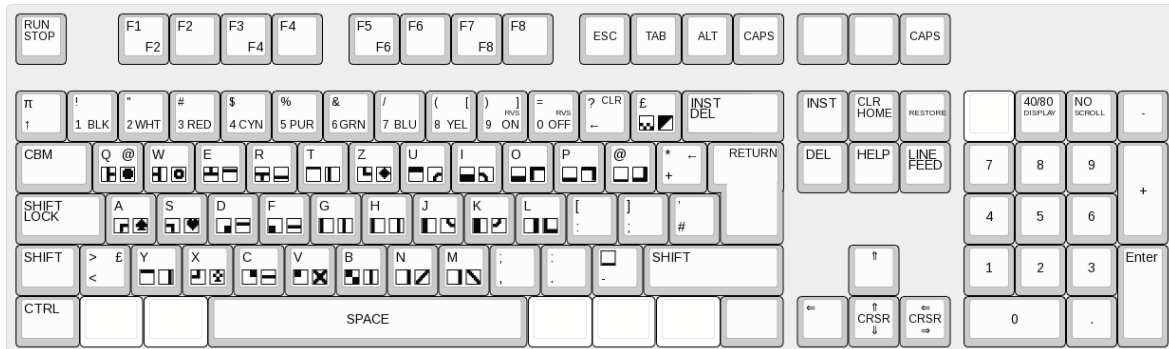 RUN STOP F1 F2 F2 F3 F4 F4 F5 F6 F6 F7 F8 F8 ESC TAB ALT CAPS CAPS
π ↑ ! 1 BLK " 2 WHT # 3 RED $ 4 CYN % 5 PUR & 6 GRN / 7 BLU ( [ 8 YEL ) ] RVS 9 ON = RVS 0 OFF ? CLR ← £ INST DEL INST CLR HOME RESTORE 40/80 DISPLAY NO SCROLL -
CBM Q @ W E R T Z U I O P @ * ← + RETURN DEL HELP LINE FEED 7 8 9 +
SHIFT LOCK A S D F G H J K L [ : ] ; ' # 4 5 6
SHIFT > £ < Y X C V B N M ; , : . - SHIFT ⇑ 1 2 3 Enter
CTRL SPACE ⇐ ⇑ CRSR ⇓ ⇐ CRSR ⇒ 0 .